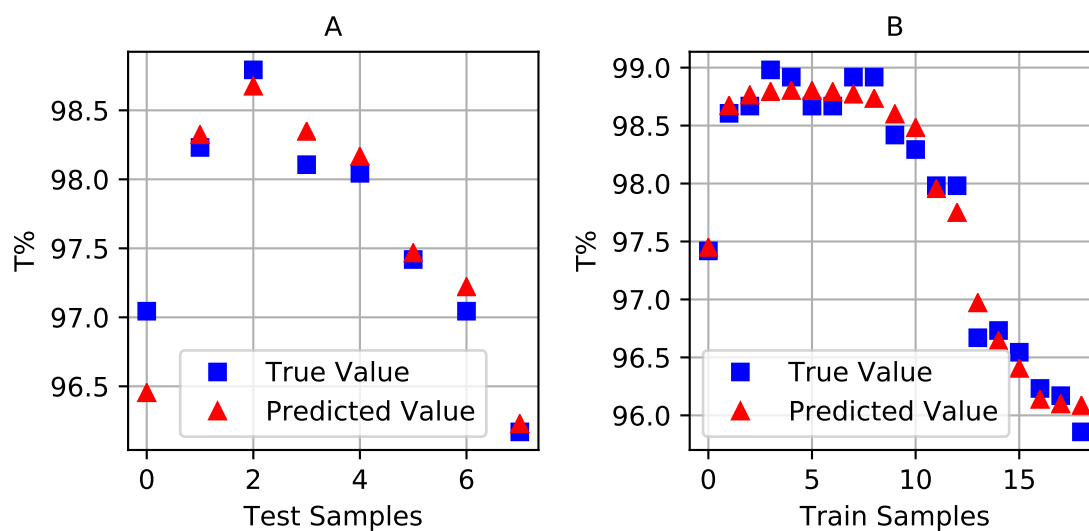 A
T%
98.5
98.0
97.5
97.0
96.5
True Value
Predicted Value
0 2 4 6
Test Samples
B
T%
99.0
98.5
98.0
97.5
97.0
96.5
96.0
True Value
Predicted Value
0 5 10 15
Train Samples